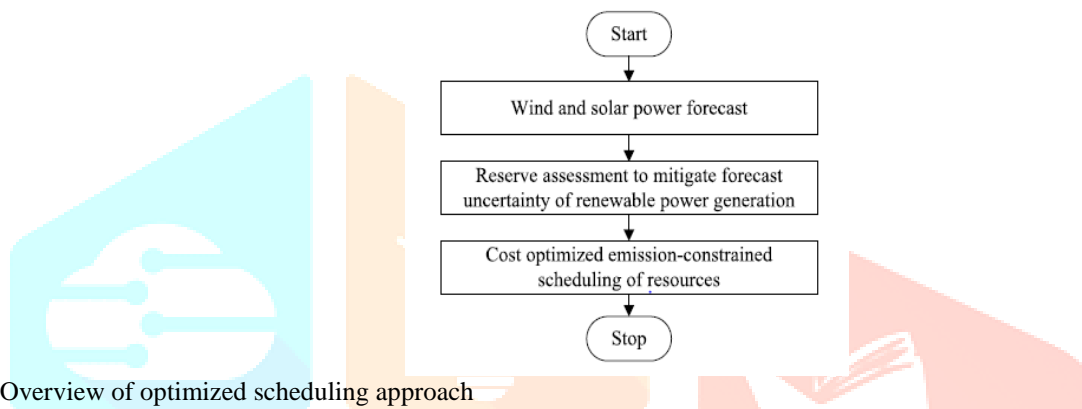 Start
Wind and solar power forecast
Reserve assessment to mitigate forecast
uncertainty of renewable power generation
Cost optimized emission-constrained
scheduling of resources
Stop
Overview of optimized scheduling approach